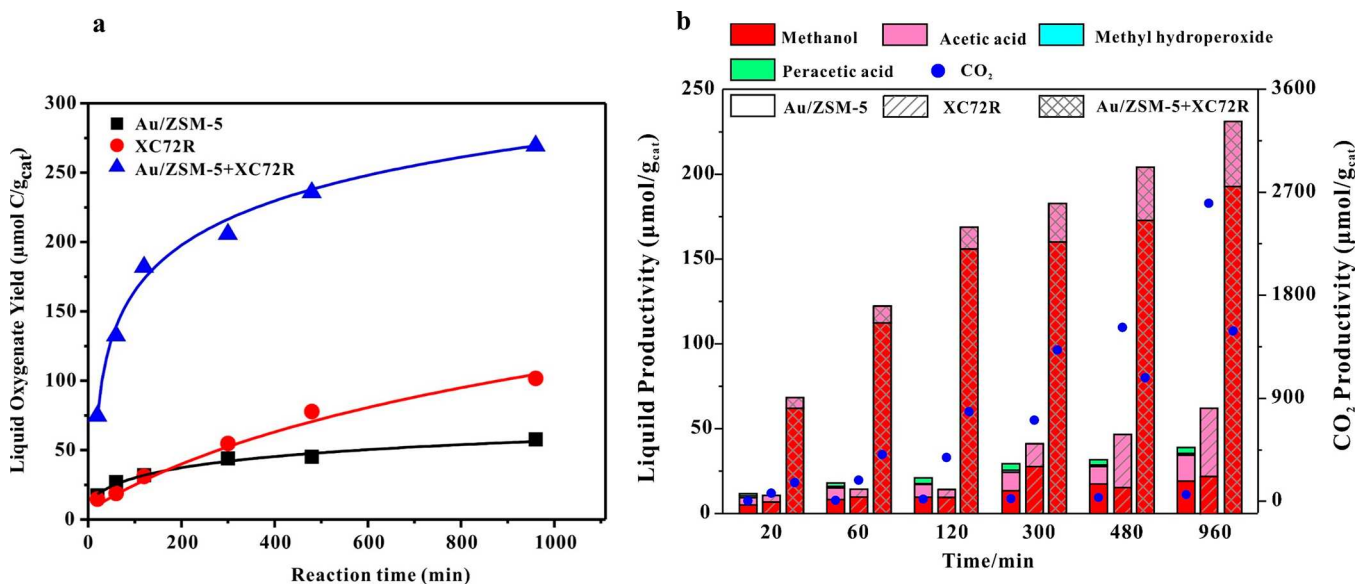 a
Liquid Oxygenate Yield (μmol C/gcat)
300
250
200
150
100
50
0
Au/ZSM-5
XC72R
Au/ZSM-5+XC72R
0
200
400
600
800
1000
Reaction time (min)
b
Methanol
Acetic acid
Methyl hydroperoxide
Peracetic acid
CO₂
Au/ZSM-5
XC72R
Au/ZSM-5+XC72R
Liquid Productivity (μmol/gcat)
250
200
150
100
50
0
3600
2700
1800
900
0
CO₂ Productivity (μmol/gcat)
20
60
120
300
480
960
Time/min